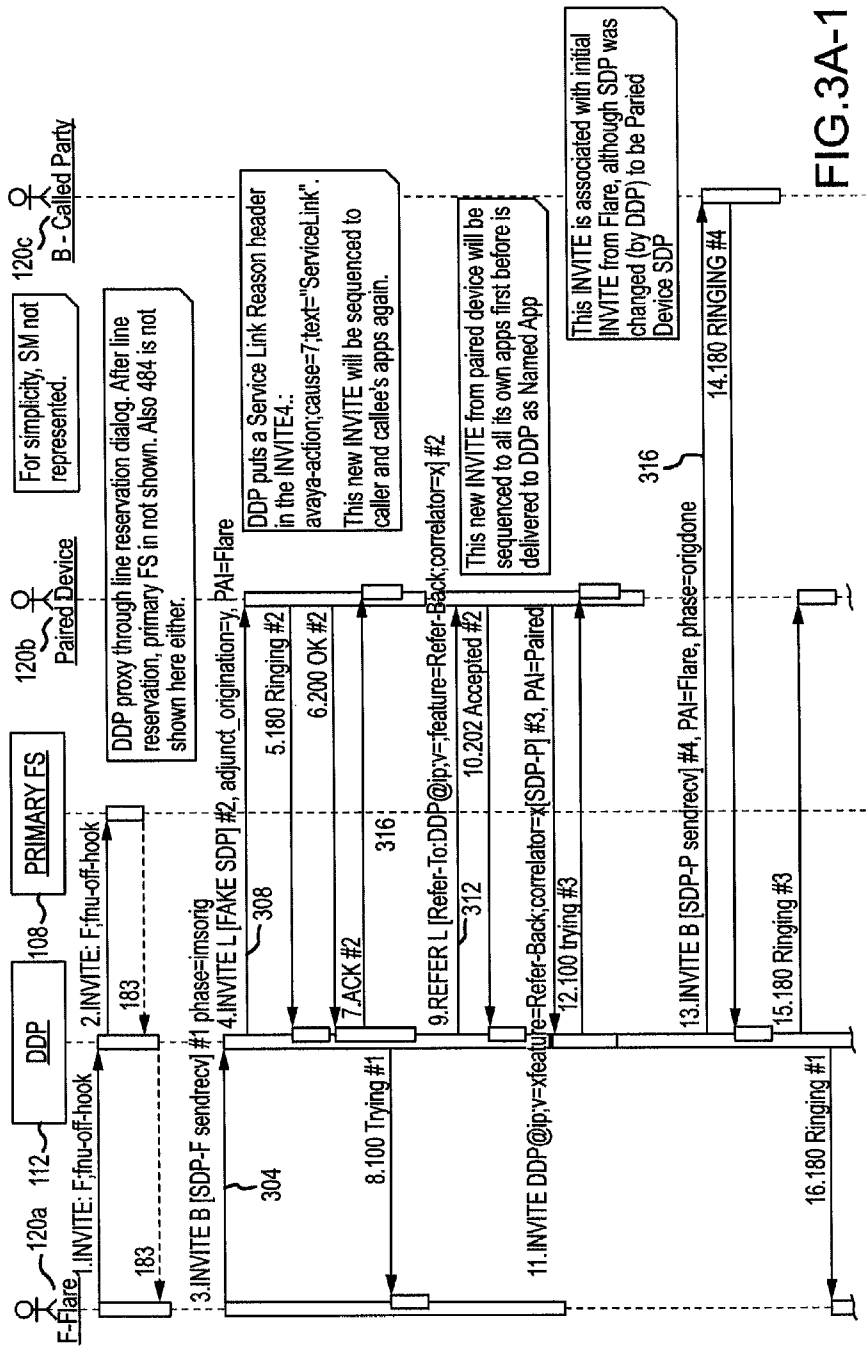 120a
F-Flare
112
DDP
108
PRIMARY FS
120b
Paired Device
120c
B - Called Party
For simplicity, SM not
represented.
DDP proxy through line reservation dialog. After line
reservation, primary FS in not shown. Also 484 is not
shown here either.
1.INVITE: F;fnu-off-hook
2.INVITE: F;fnu-off-hook
183
183
3.INVITE B [SDP-F sendrecv] #1 phase=imsorig
304
4.INVITE L [FAKE SDP] #2, adjunct_origination=y, PAI=Flare
308
DDP puts a Service Link Reason header
in the INVITE4.:
avaya-action;cause=7;text="ServiceLink".
This new INVITE will be sequenced to
caller and callee's apps again.
5.180 Ringing #2
6.200 OK #2
7.ACK #2
316
8.100 Trying #1
9.REFER L [Refer-To:DDP@ip;v=;feature=Refer-Back;correlator=x] #2
312
10.202 Accepted #2
This new INVITE from paired device will be
sequenced to all its own apps first before is
delivered to DDP as Named App
11.INVITE DDP@ip;v=xfeature=Refer-Back;correlator=x[SDP-P] #3, PAI=Paired
12.100 trying #3
This INVITE is associated with initial
INVITE from Flare, although SDP was
changed (by DDP) to be Paried
Device SDP
13.INVITE B [SDP-P sendrecv] #4, PAI=Flare, phase=origdone
316
14.180 RINGING #4
15.180 Ringing #3
16.180 Ringing #1
FIG.3A-1